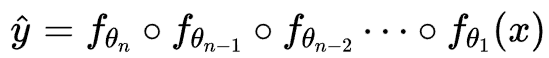 ŷ = f_{θ_n} ∘ f_{θ_{n−1}} ∘ f_{θ_{n−2}} ⋯ ∘ f_{θ_1}(x)